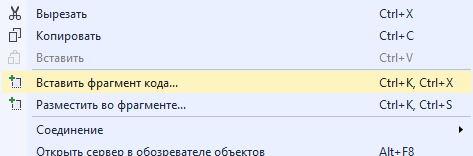 Вырезать Ctrl+X
Копировать Ctrl+C
Вставить Ctrl+V
Вставить фрагмент кода... Ctrl+K, Ctrl+X
Разместить во фрагменте... Ctrl+K, Ctrl+S
Соединение
Открыть сервер в обозревателе объектов Alt+F8